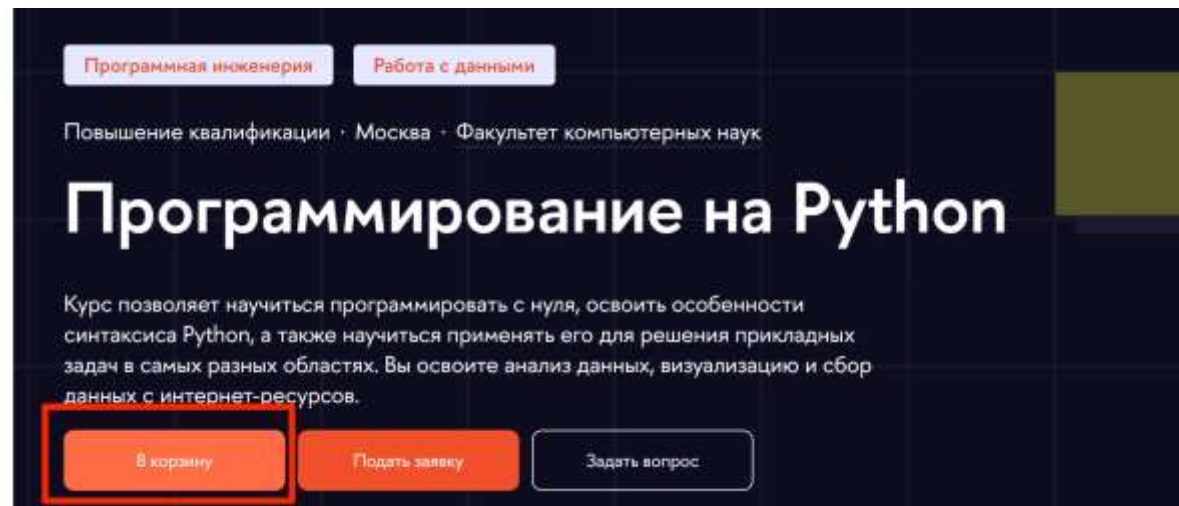 Программная инженерия Работа с данными
Повышение квалификации · Москва · Факультет компьютерных наук
Программирование на Python
Курс позволяет научиться программировать с нуля, освоить особенности
синтаксиса Python, а также научиться применять его для решения прикладных
задач в самых разных областях. Вы освоите анализ данных, визуализацию и сбор
данных с интернет-ресурсов.
В корзину Подать заявку Задать вопрос